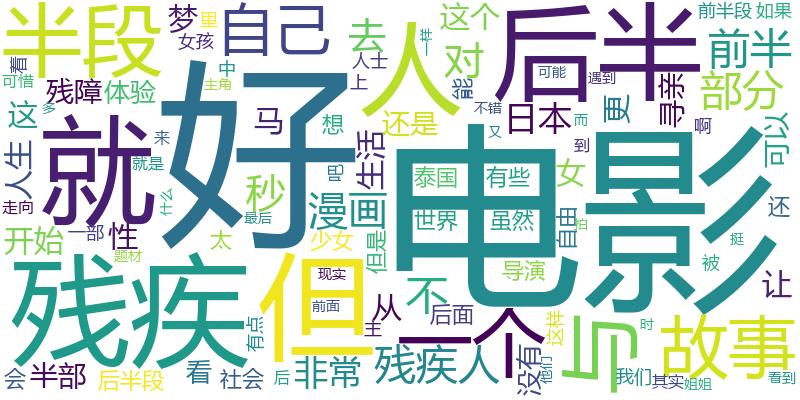 半段
梦
里
自己
去
这个
后半
前半段
如果
着
女孩
人
对
一样
人士
前半
可惜
残障
体验
中
主角
上
能
可能
遇到
寻亲
部分
这
多
就
好
马
想
还是
不错
日本
更
而
啊
人生
来
吧
生活
又
到
可以
就是
秒
漫画
泰国
有些
女
走向
什么
世界
虽然
自由
还
开始
一部
性
最后
太
少女
但是
电影
拍
挺
题材
导演
被
残疾
但
现实
不
让
前面
从
一个
后面
与
时
故事
有点
王
没有
这样
会
半部
后半段
看
社会
后
非常
残疾人
他们
我们
其实
姐姐
看到